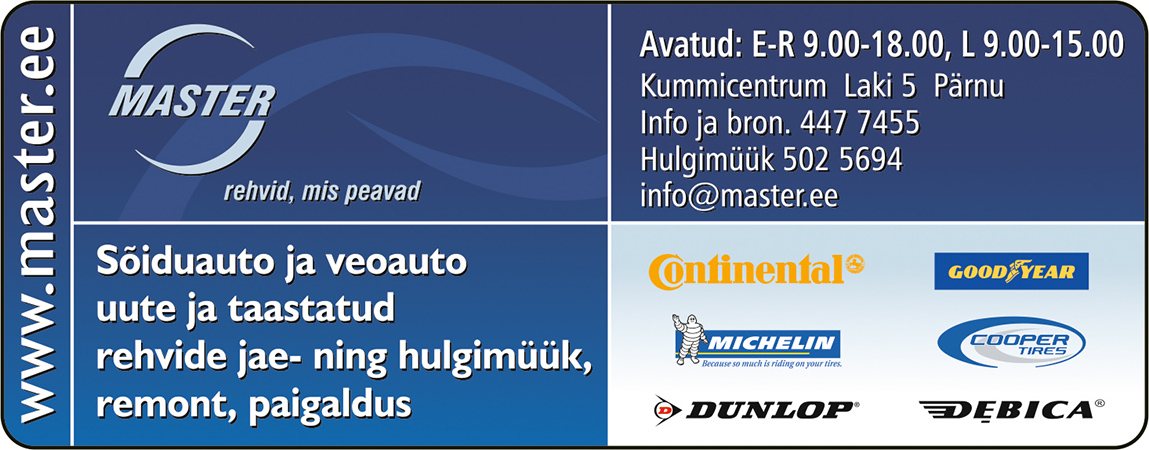 www.master.ee
MASTER
rehvid, mis peavad
Avatud: E-R 9.00-18.00, L 9.00-15.00
Kummicentrum Laki 5 Pärnu
Info ja bron. 447 7455
Hulgimüük 502 5694
info@master.ee
Sõiduauto ja veoauto
uute ja taastatud
rehvide jae- ning hulgimüük,
remont, paigaldus
Continental
GOODYEAR
MICHELIN
Because so much is riding on your tires.
COOPER
TIRES
D DUNLOP®
DĘBICA®